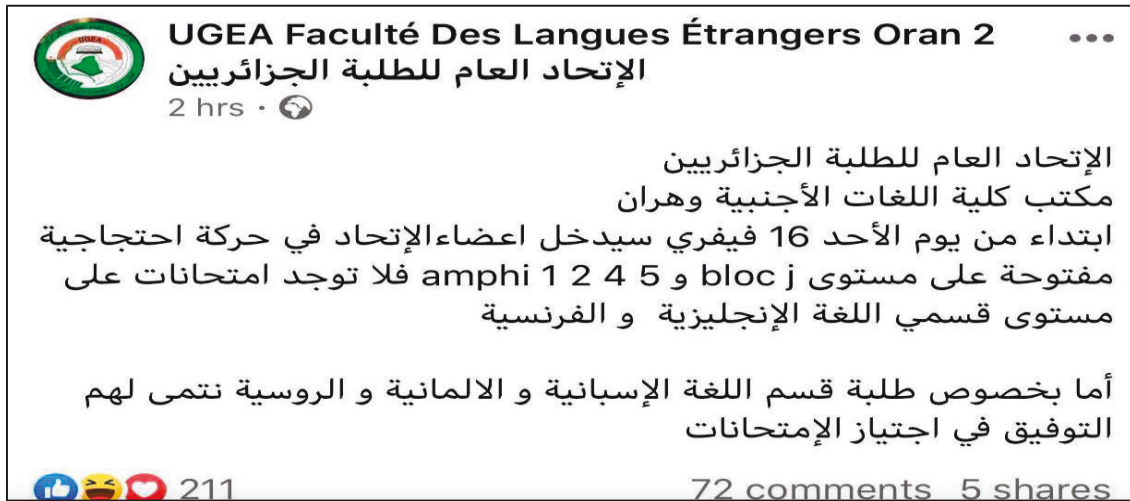 UGEA Faculté Des Langues Étrangers Oran 2
الإتحاد العام للطلبة الجزائريين
2 hrs ·
الإتحاد العام للطلبة الجزائريين
مكتب كلية اللغات الأجنبية وهران
ابتداء من يوم الأحد 16 فيفري سيدخل اعضاءالإتحاد في حركة احتجاجية
مفتوحة على مستوى bloc j و amphi 1 2 4 5 فلا توجد امتحانات على
مستوى قسمي اللغة الإنجليزية و الفرنسية
أما بخصوص طلبة قسم اللغة الإسبانية و الالمانية و الروسية نتمى لهم
التوفيق في اجتياز الإمتحانات
211
72 comments 5 shares